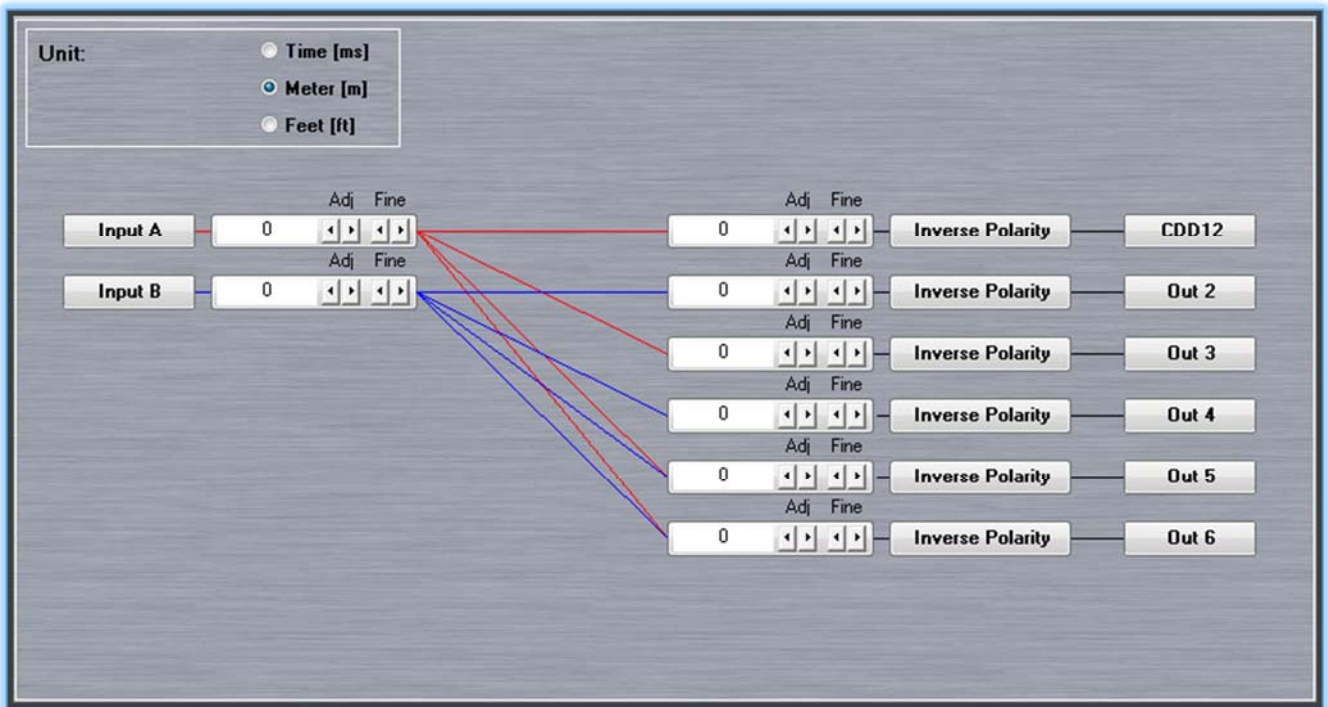 Unit:
Time [ms]
Meter [m]
Feet [ft]
Adj Fine Adj Fine
Input A 0 0 Inverse Polarity CDD12
Adj Fine Adj Fine
Input B 0 0 Inverse Polarity Out 2
Adj Fine
0 Inverse Polarity Out 3
Adj Fine
0 Inverse Polarity Out 4
Adj Fine
0 Inverse Polarity Out 5
Adj Fine
0 Inverse Polarity Out 6